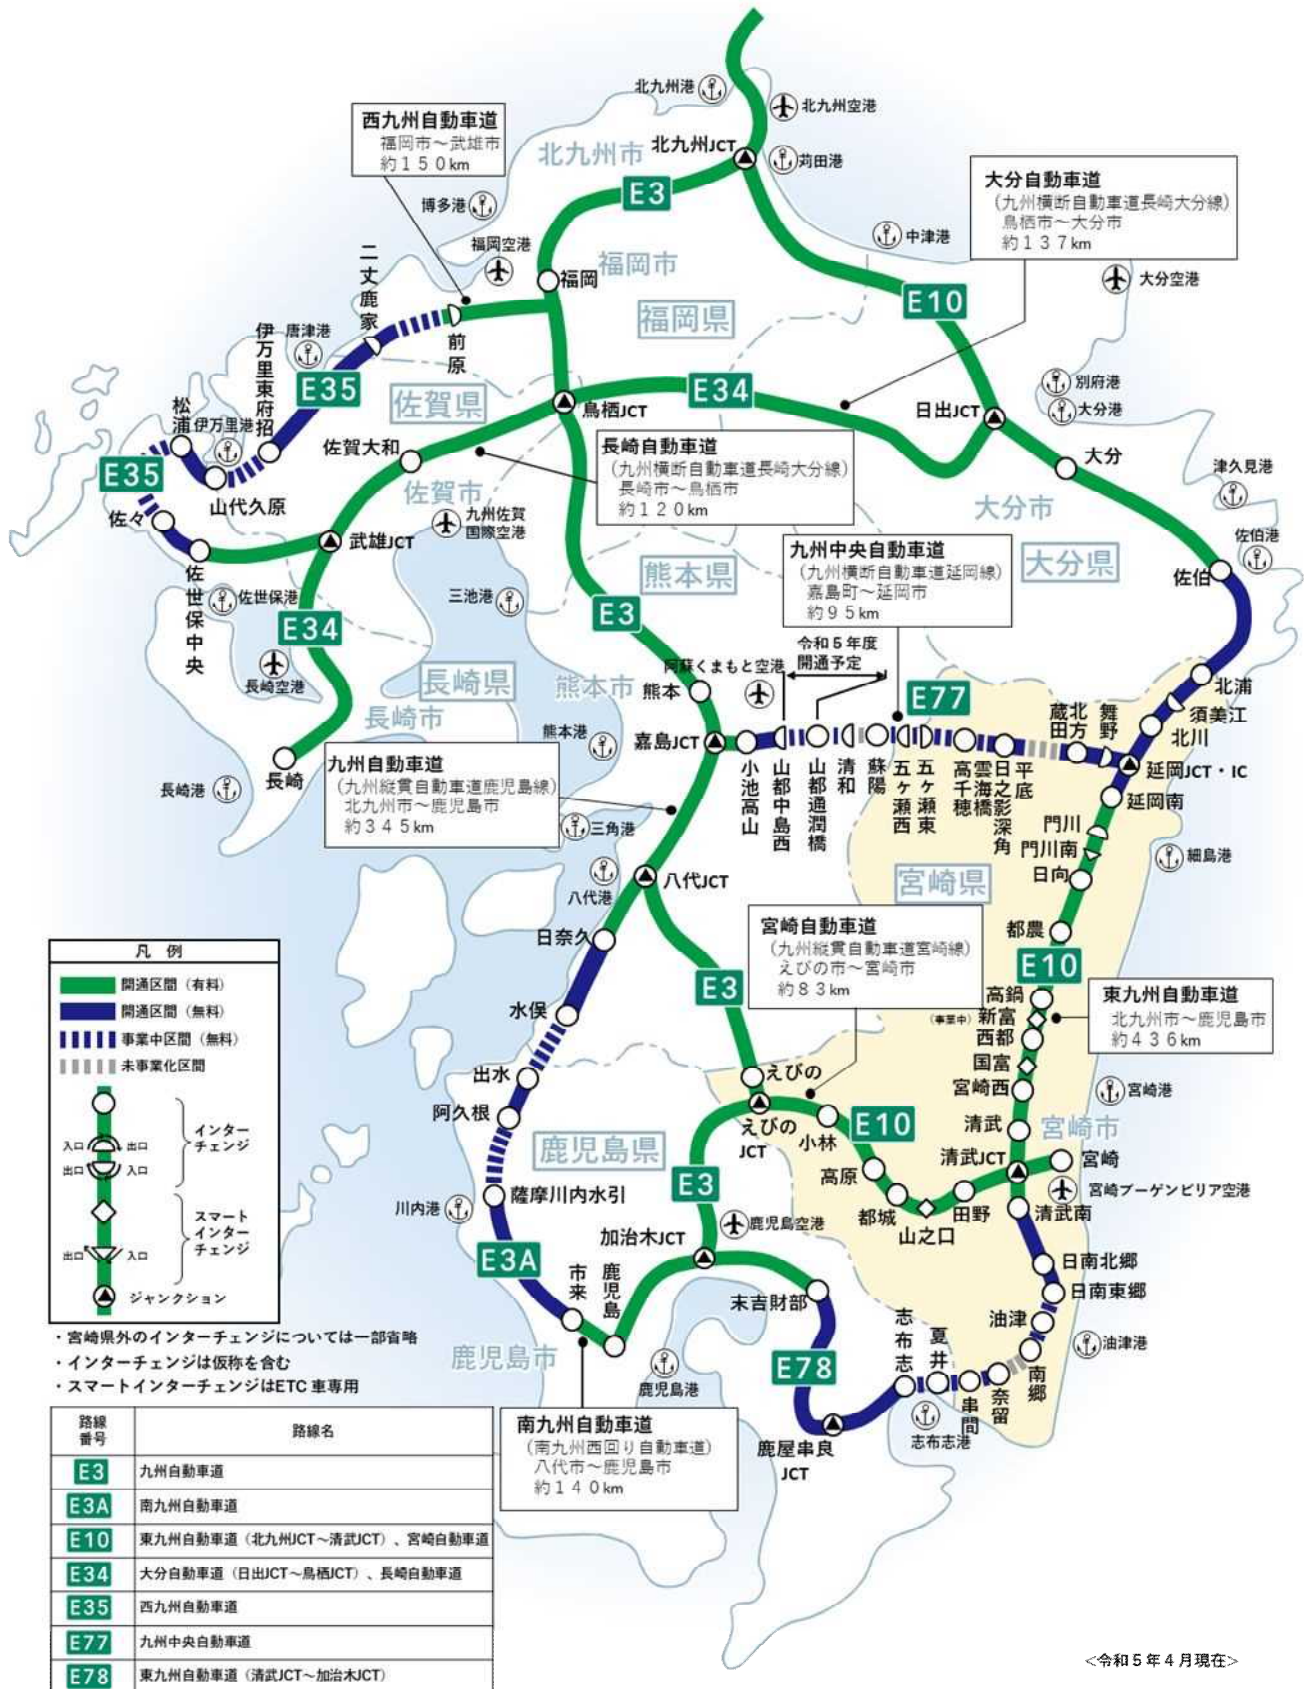 北九州港
北九州空港
西九州自動車道
福岡市～武雄市
約１５０km
北九州市
北九州JCT
苅田港
E3
大分自動車道
(九州横断自動車道長崎大分線)
鳥栖市～大分市
約１３７km
博多港
福岡空港
中津港
二丈鹿家
福岡
福岡市
大分空港
E10
福岡県
伊万里東府招
唐津港
前原
E35
佐賀県
鳥栖JCT
E34
別府港
大分港
日出JCT
松浦
伊万里港
佐賀大和
長崎自動車道
(九州横断自動車道長崎大分線)
長崎市～鳥栖市
約１２０km
大分
E35
山代久原
佐賀市
津久見港
佐々
九州佐賀
国際空港
大分市
武雄JCT
佐伯港
九州中央自動車道
(九州横断自動車道延岡線)
嘉島町～延岡市
約９５km
大分県
佐伯
熊本県
佐世保中央
佐世保港
三池港
E3
E34
令和５年度
開通予定
阿蘇くまもと空港
長崎空港
長崎県
熊本市
熊本
E77
北浦
須美江
北川
蔵田
北方
舞野
長崎市
熊本港
嘉島JCT
延岡JCT・IC
長崎
長崎港
九州自動車道
(九州縦貫自動車道鹿児島線)
北九州市～鹿児島市
約３４５km
小池高山
山都中島西
山都通潤橋
清和
蘇陽
五ヶ瀬西
五ヶ瀬東
高千穂
雲海橋
日之影深角
平底
延岡南
門川
門川南
日向
三角港
細島港
八代港
八代JCT
宮崎県
日奈久
宮崎自動車道
(九州縦貫自動車道宮崎線)
えびの市～宮崎市
約８３km
都農
E10
E3
水俣
高鍋
(事業中)
新富
西都
国富
宮崎西
東九州自動車道
北九州市～鹿児島市
約４３６km
凡 例
開通区間（有料）
開通区間（無料）
事業中区間（無料）
未事業化区間
インター
チェンジ
入口
出口
出口
入口
スマート
インター
チェンジ
出口
入口
ジャンクション
出水
阿久根
えびの
えびの
JCT
小林
E10
宮崎港
清武
宮崎市
鹿児島県
高原
清武JCT
宮崎
宮崎ブーゲンビリア空港
E3
都城
山之口
田野
清武南
川内港
薩摩川内水引
鹿児島空港
加治木JCT
E3A
市来
鹿児島
末吉財部
日南北郷
日南東郷
油津
油津港
志布志
夏井
串間
奈留
南郷
鹿児島市
鹿児島港
E78
志布志港
鹿屋串良
JCT
南九州自動車道
(南九州西回り自動車道)
八代市～鹿児島市
約１４０km
・宮崎県外のインターチェンジについては一部省略
・インターチェンジは仮称を含む
・スマートインターチェンジはETC 車専用
路線
番号
路線名
E3 九州自動車道
E3A 南九州自動車道
E10 東九州自動車道（北九州JCT～清武JCT）、宮崎自動車道
E34 大分自動車道（日出JCT～鳥栖JCT）、長崎自動車道
E35 西九州自動車道
E77 九州中央自動車道
E78 東九州自動車道（清武JCT～加治木JCT）
<令和５年４月現在>